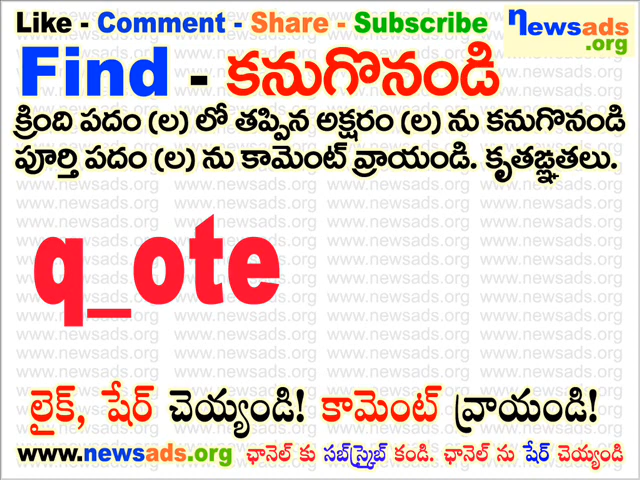 Like - Comment - Share - Subscribe
newsads
.org
Find - కనుగొనండి
క్రింది పదం (ల) లో తప్పిన అక్షరం (ల) ను కనుగొనండి
పూర్తి పదం (ల) ను కామెంట్ వ్రాయండి. కృతఙ్ఞతలు.
q_ote
లైక్, షేర్ చెయ్యండి! కామెంట్ వ్రాయండి!
www.newsads.org ఛానెల్ కు సబ్‌స్క్రైబ్ కండి. ఛానెల్ ను షేర్ చెయ్యండి